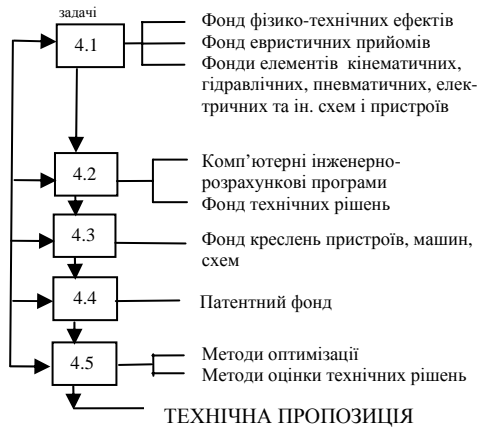 задачі
4.1
Фонд фізико-технічних ефектів
Фонд евристичних прийомів
Фонди елементів кінематичних,
гідравлічних, пневматичних, елек-
тричних та ін. схем і пристроїв
4.2
Комп’ютерні інженерно-
розрахункові програми
Фонд технічних рішень
4.3
Фонд креслень пристроїв, машин,
схем
4.4
Патентний фонд
4.5
Методи оптимізації
Методи оцінки технічних рішень
ТЕХНІЧНА ПРОПОЗИЦІЯ